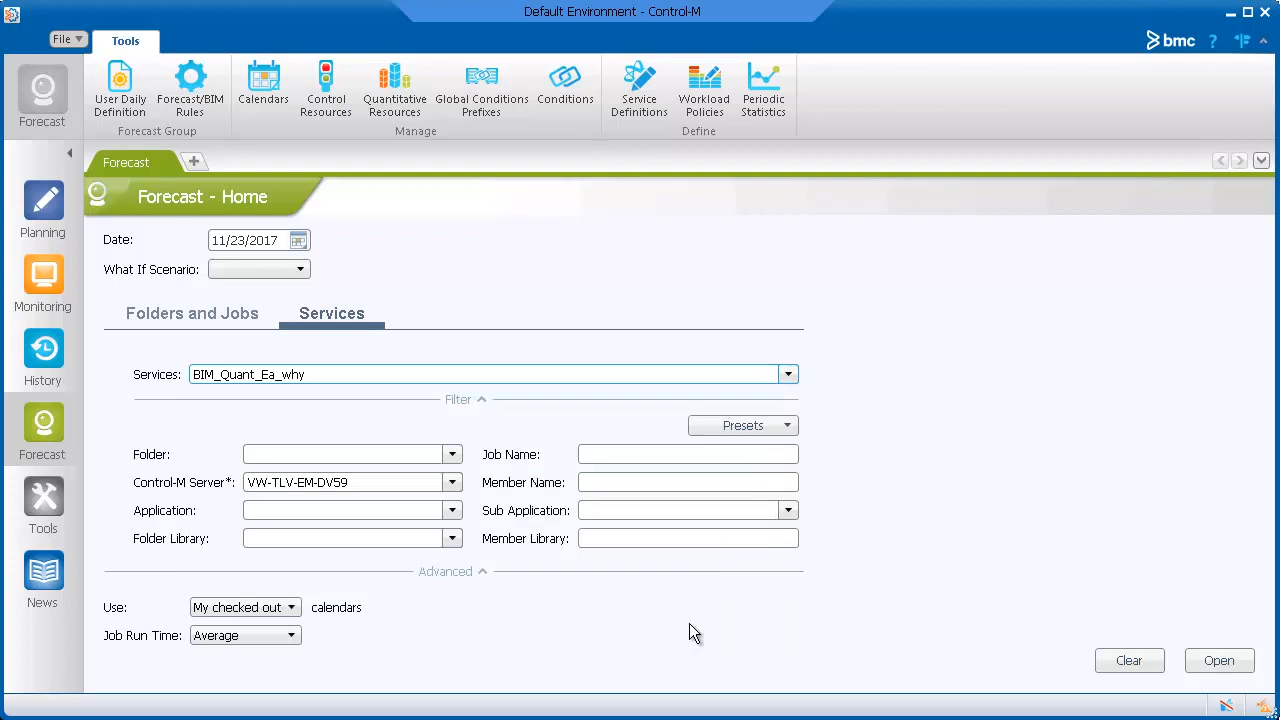 Default Environment - Control-M
File
Tools
bmc
?
Forecast
User Daily Definition
Forecast/BIM Rules
Forecast Group
Calendars
Control Resources
Quantitative Resources
Global Conditions Prefixes
Conditions
Manage
Service Definitions
Workload Policies
Periodic Statistics
Define
Planning
Monitoring
History
Forecast
Tools
News
Forecast
Forecast - Home
Date: 11/23/2017
What If Scenario:
Folders and Jobs Services
Services: BIM_Quant_Ea_why
Filter
Presets
Folder: Job Name:
Control-M Server*: VW-TLV-EM-DV59 Member Name:
Application: Sub Application:
Folder Library: Member Library:
Advanced
Use: My checked out calendars
Job Run Time: Average
Clear Open